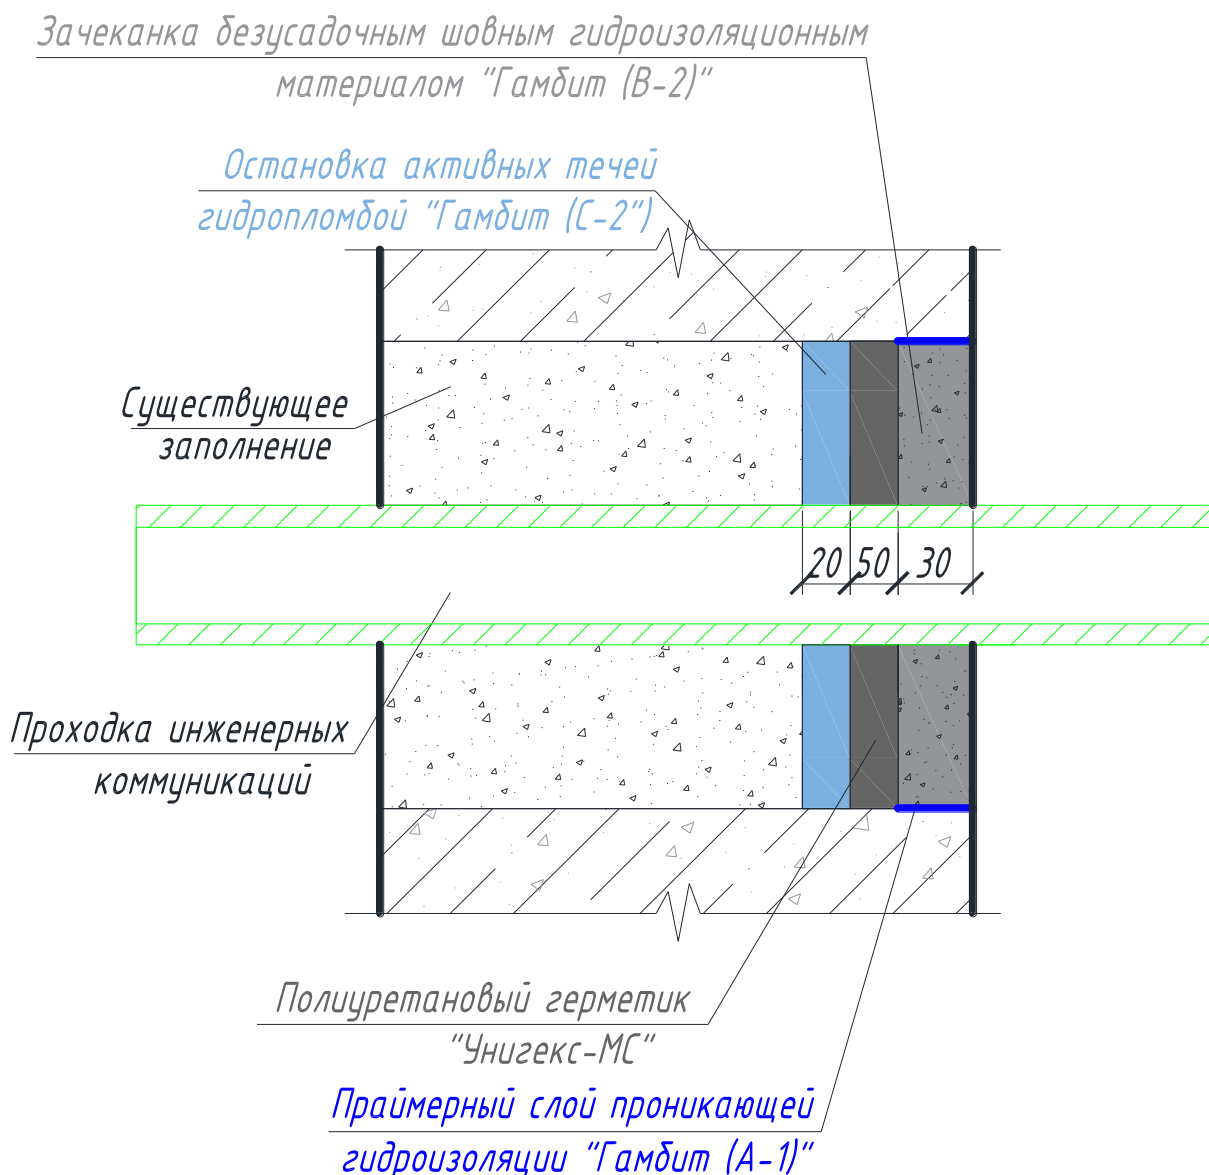 Зачеканка безусадочным шовным гидроизоляционным
материалом "Гамбит (В-2)"
Остановка активных течей
гидропломбой "Гамбит (С-2")
Существующее
заполнение
20 50 30
Проходка инженерных
коммуникаций
Полиуретановый герметик
"Унигекс-МС"
Праймерный слой проникающей
гидроизоляции "Гамбит (А-1)"